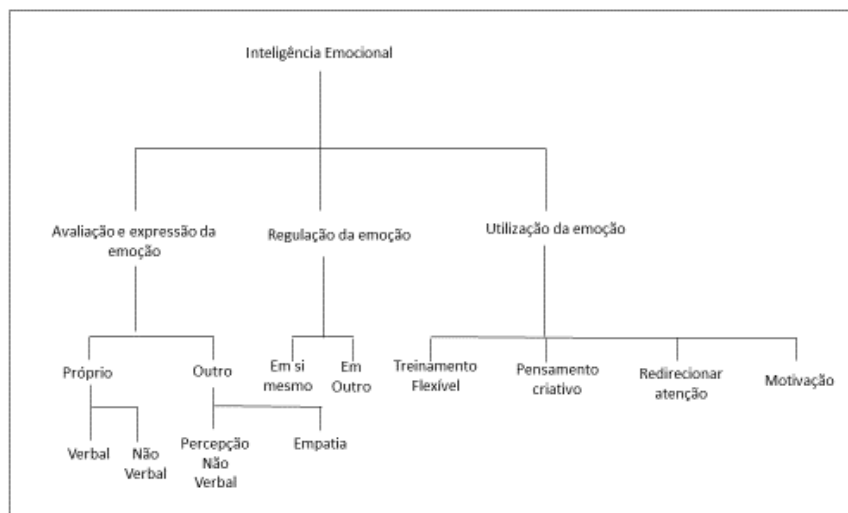 Inteligência Emocional
Avaliação e expressão da
emoção
Regulação da emoção
Utilização da emoção
Próprio
Outro
Em si
mesmo
Em
Outro
Treinamento
Flexível
Pensamento
criativo
Redirecionar
atenção
Motivação
Verbal
Não
Verbal
Percepção
Não
Verbal
Empatia